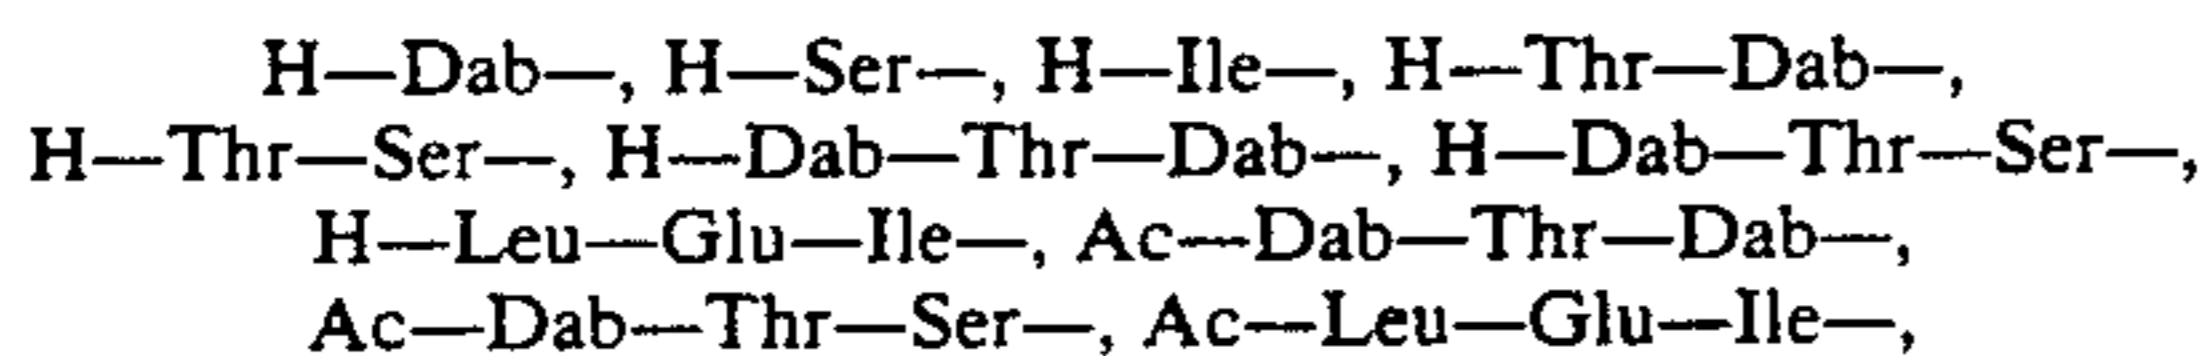 H—Dab—, H—Ser—, H—Ile—, H—Thr—Dab—,
H—Thr—Ser—, H—Dab—Thr—Dab—, H—Dab—Thr—Ser—,
H—Leu—Glu—Ile—, Ac—Dab—Thr—Dab—,
Ac—Dab—Thr—Ser—, Ac—Leu—Glu—Ile—,